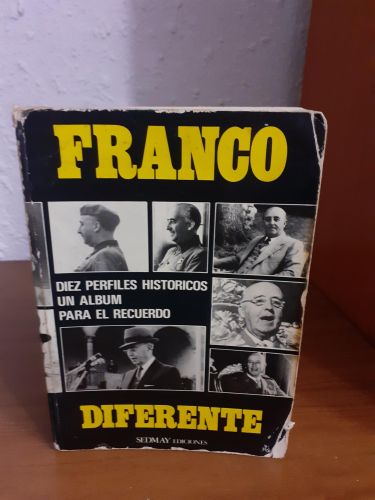 FRANCO
DIEZ PERFILES HISTORICOS
UN ALBUM
PARA EL RECUERDO
DIFERENTE
SEDMAY EDICIONES